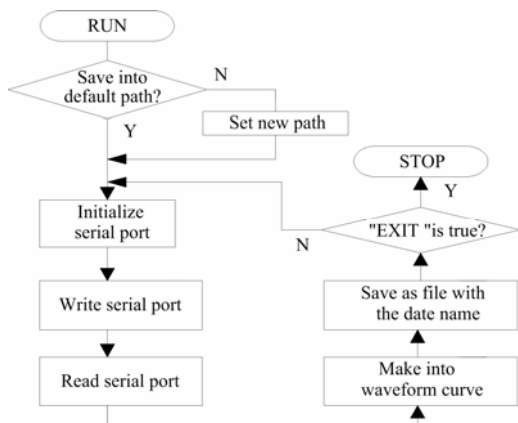 RUN
Save into
default path?
N
Set new path
Y
Initialize
serial port
Write serial port
Read serial port
STOP
Y
"EXIT "is true?
N
Save as file with
the date name
Make into
waveform curve